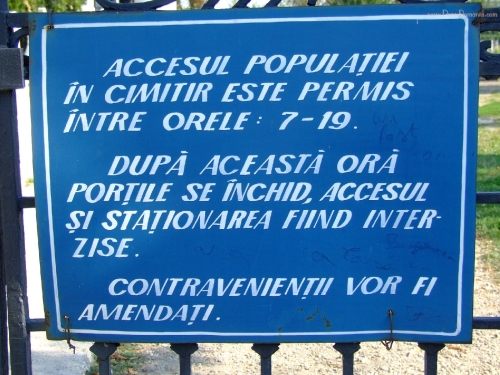 ACCESUL POPULAȚIEI
ÎN CIMITIR ESTE PERMIS
ÎNTRE ORELE: 7-19.
DUPĂ ACEASTĂ ORĂ
PORȚILE SE ÎNCHID, ACCESUL
ȘI STAȚIONAREA FIIND INTER-
ZISE.
CONTRAVENIENȚII VOR FI
AMENDAȚI.